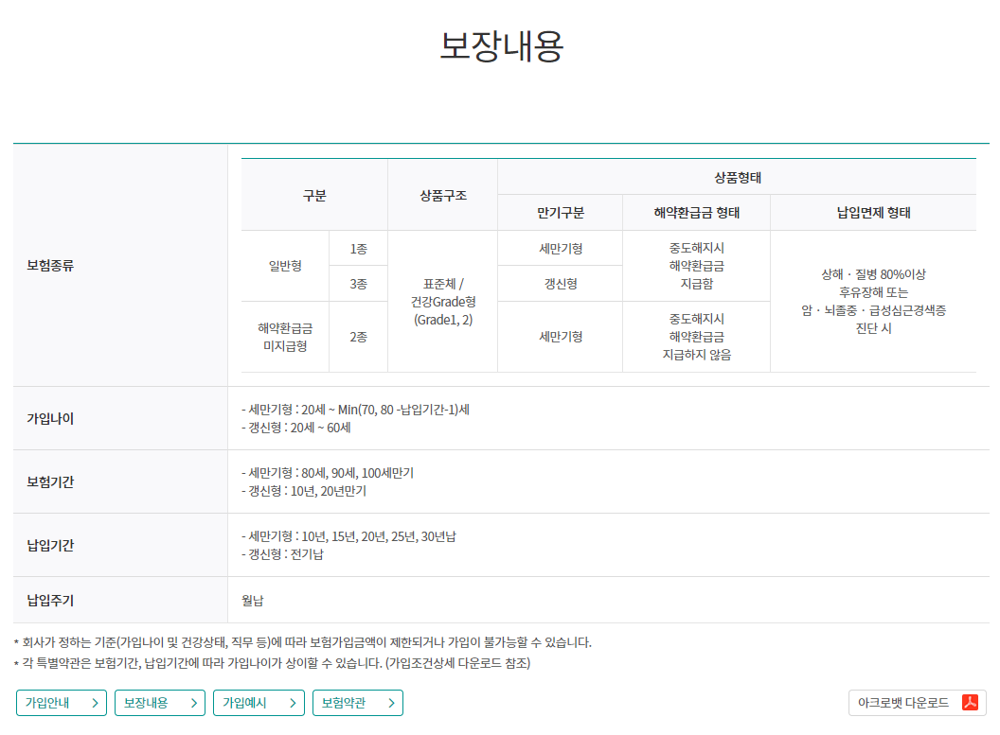 보장내용
보험종류
구분
상품구조
상품형태
만기구분
해약환급금 형태
납입면제 형태
일반형
1종
3종
표준체 /
건강Grade형
(Grade1, 2)
세만기형
갱신형
중도해지시
해약환급금
지급함
상해 · 질병 80%이상
후유장해 또는
암 · 뇌졸중 · 급성심근경색증
진단 시
해약환급금
미지급형
2종
세만기형
중도해지시
해약환급금
지급하지 않음
가입나이
- 세만기형 : 20세 ~ Min(70, 80 -납입기간-1)세
- 갱신형 : 20세 ~ 60세
보험기간
- 세만기형 : 80세, 90세, 100세만기
- 갱신형 : 10년, 20년만기
납입기간
- 세만기형 : 10년, 15년, 20년, 25년, 30년납
- 갱신형 : 전기납
납입주기
월납
* 회사가 정하는 기준(가입나이 및 건강상태, 직무 등)에 따라 보험가입금액이 제한되거나 가입이 불가능할 수 있습니다.
* 각 특별약관은 보험기간, 납입기간에 따라 가입나이가 상이할 수 있습니다. (가입조건상세 다운로드 참조)
가입안내
보장내용
가입예시
보험약관
아크로뱃 다운로드